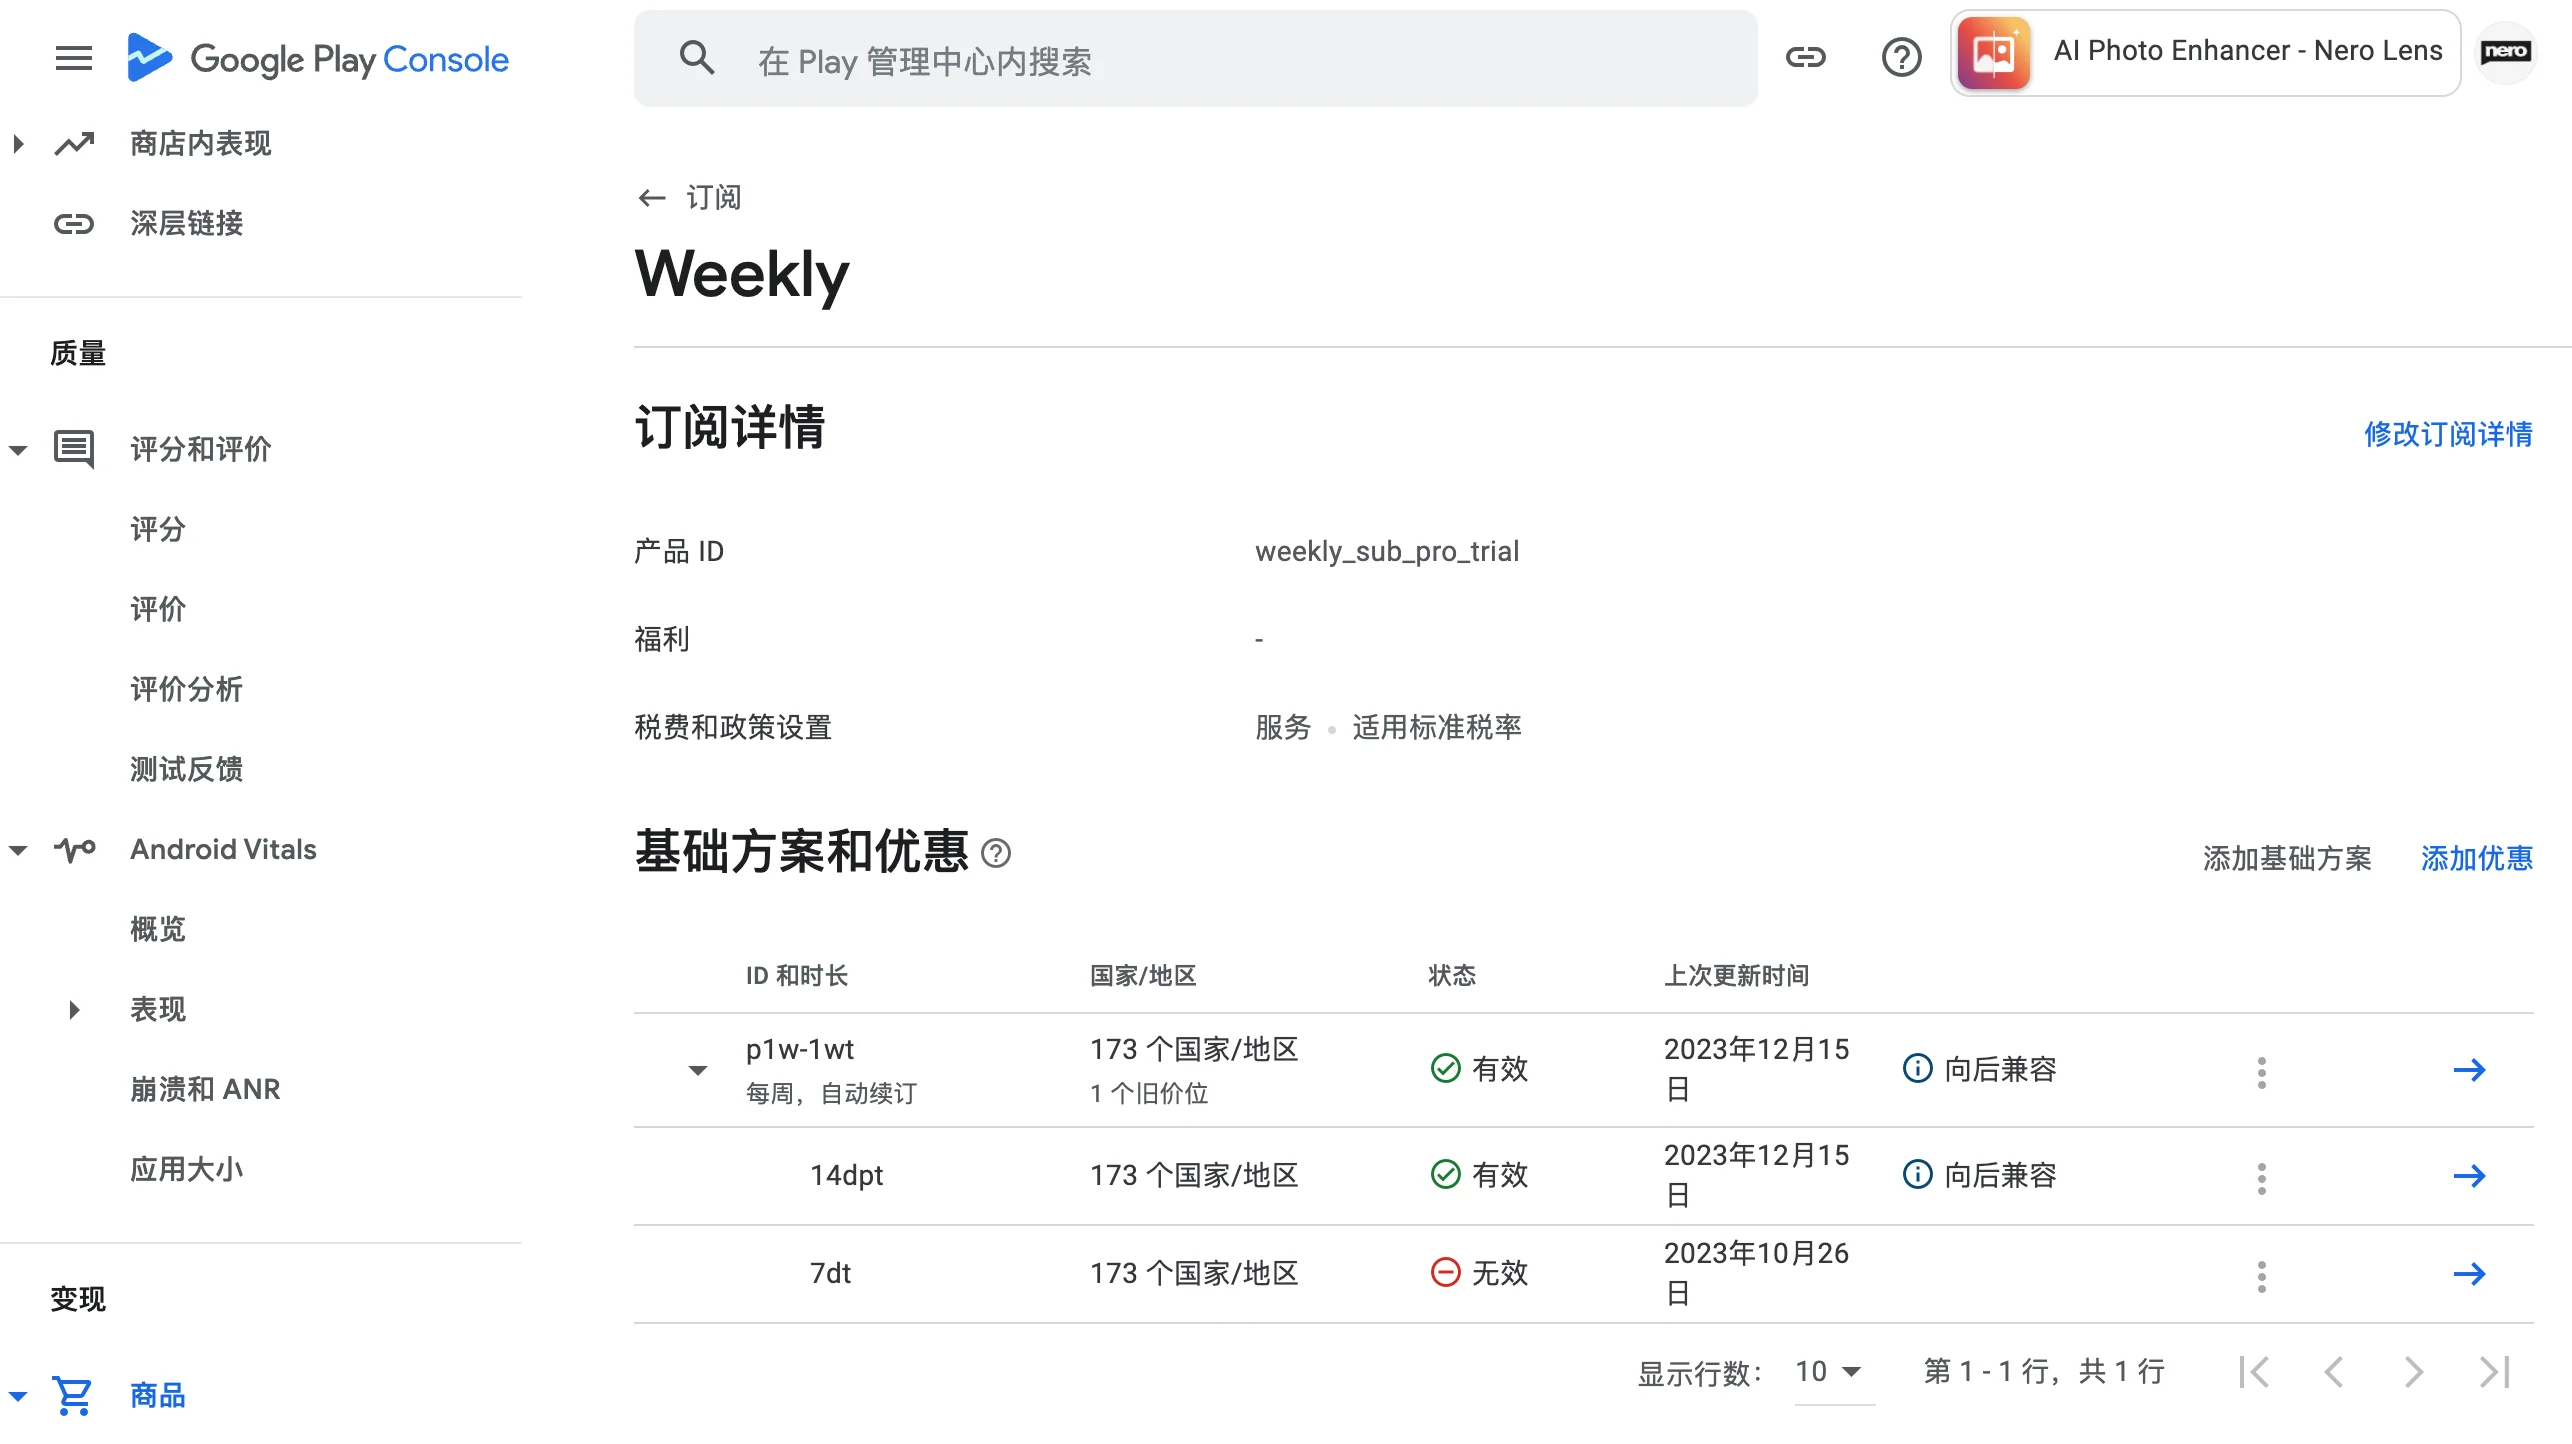 Google Play Console
在 Play 管理中心内搜索
AI Photo Enhancer - Nero Lens
nero
商店内表现
深层链接
质量
评分和评价
评分
评价
评价分析
测试反馈
Android Vitals
概览
表现
崩溃和 ANR
应用大小
变现
商品
订阅
Weekly
订阅详情
修改订阅详情
产品 ID
weekly_sub_pro_trial
福利
-
税费和政策设置
服务 • 适用标准税率
基础方案和优惠
添加基础方案
添加优惠
ID 和时长 国家/地区 状态 上次更新时间
p1w-1wt 173 个国家/地区 有效 2023年12月15日 向后兼容
每周，自动续订 1 个旧价位
14dpt 173 个国家/地区 有效 2023年12月15日 向后兼容
7dt 173 个国家/地区 无效 2023年10月26日
显示行数： 10 第 1 - 1 行，共 1 行